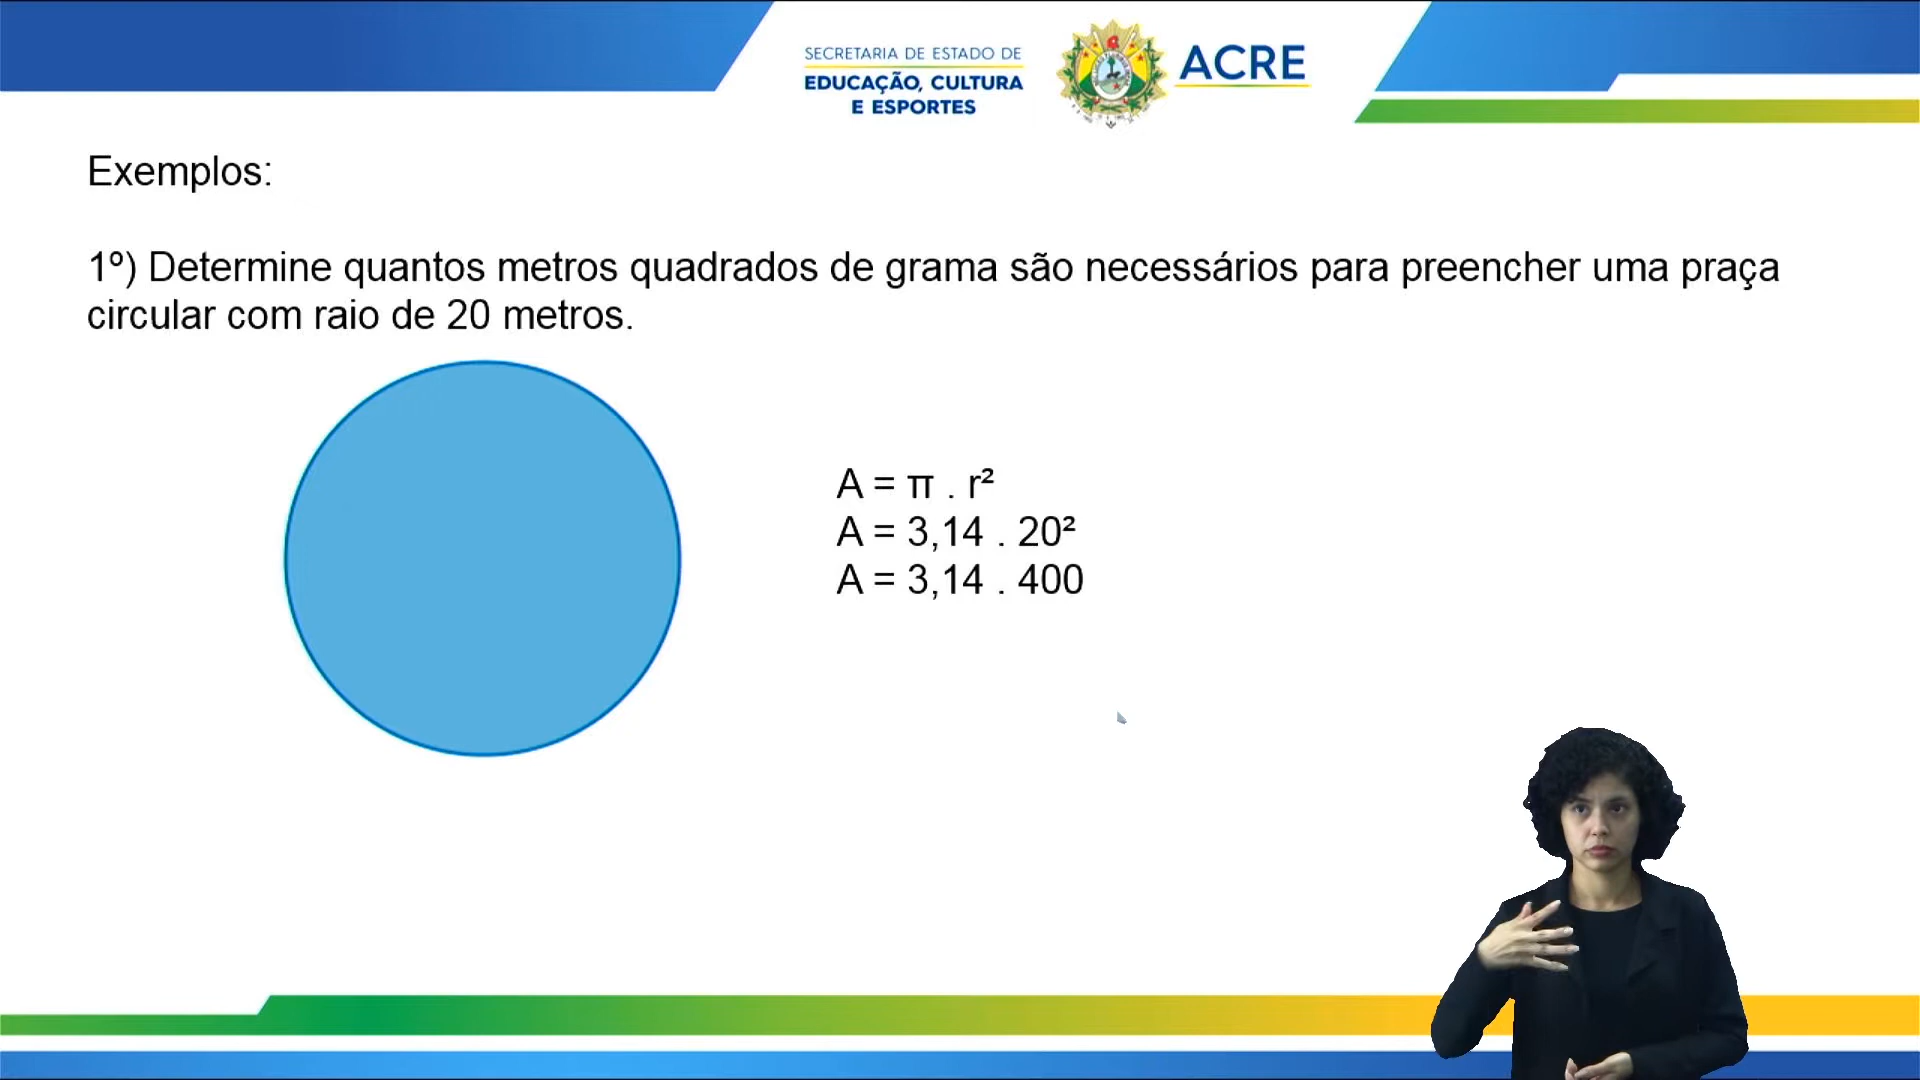 SECRETARIA DE ESTADO DE
EDUCAÇÃO, CULTURA
E ESPORTES
ACRE
Exemplos:
1º) Determine quantos metros quadrados de grama são necessários para preencher uma praça
circular com raio de 20 metros.
A = π . r²
A = 3,14 . 20²
A = 3,14 . 400